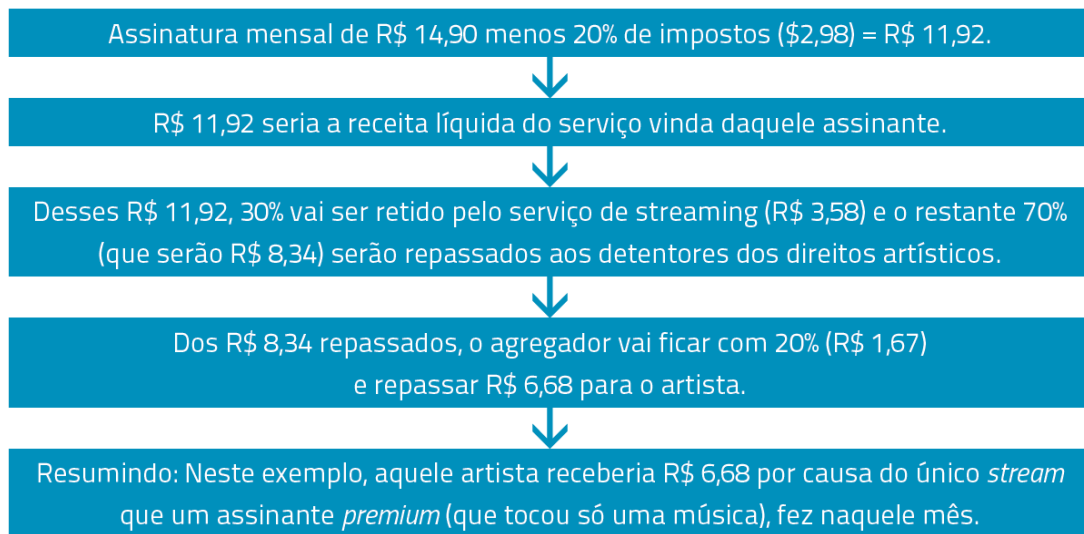 Assinatura mensal de R$ 14,90 menos 20% de impostos ($2,98) = R$ 11,92.
R$ 11,92 seria a receita líquida do serviço vinda daquele assinante.
Desses R$ 11,92, 30% vai ser retido pelo serviço de streaming (R$ 3,58) e o restante 70%
(que serão R$ 8,34) serão repassados aos detentores dos direitos artísticos.
Dos R$ 8,34 repassados, o agregador vai ficar com 20% (R$ 1,67)
e repassar R$ 6,68 para o artista.
Resumindo: Neste exemplo, aquele artista receberia R$ 6,68 por causa do único stream
que um assinante premium (que tocou só uma música), fez naquele mês.